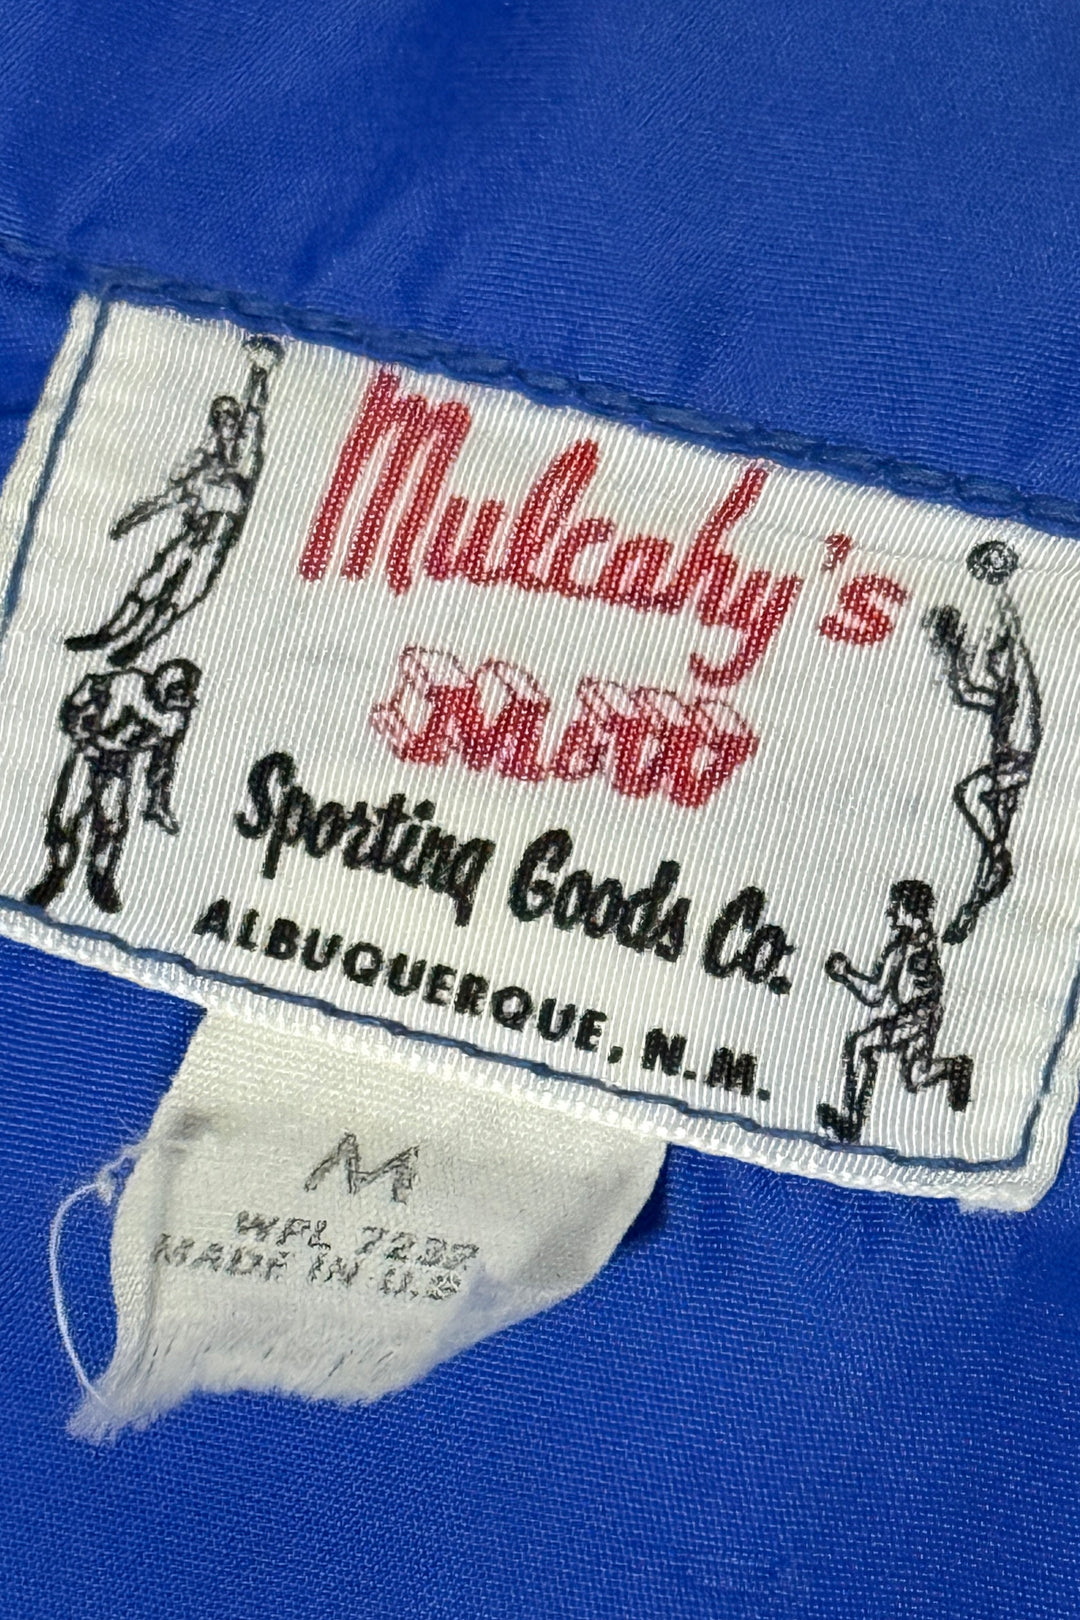 Mulcahy's
Sporting Goods Co.
ALBUQUERQUE, N.M.
M
WPL 7237
MADE IN U.S